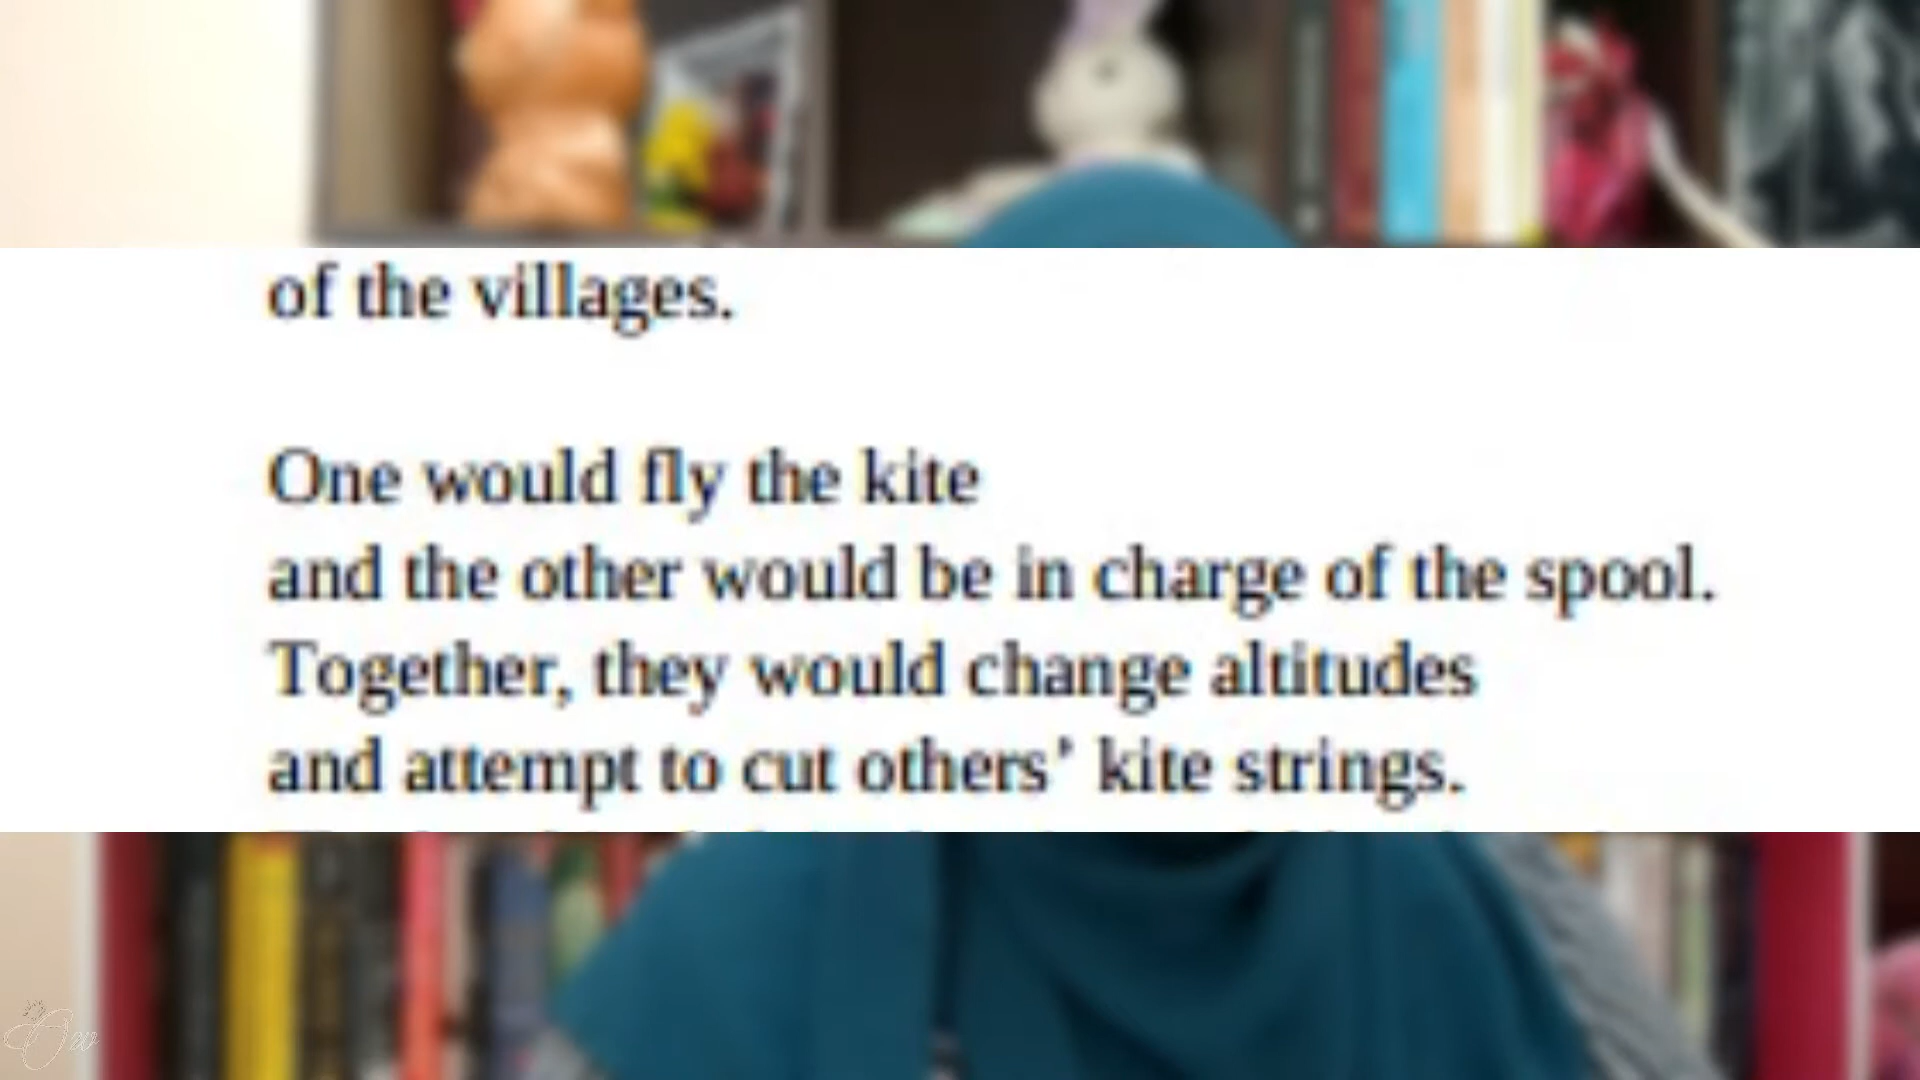 of the villages.
One would fly the kite
and the other would be in charge of the spool.
Together, they would change altitudes
and attempt to cut others’ kite strings.